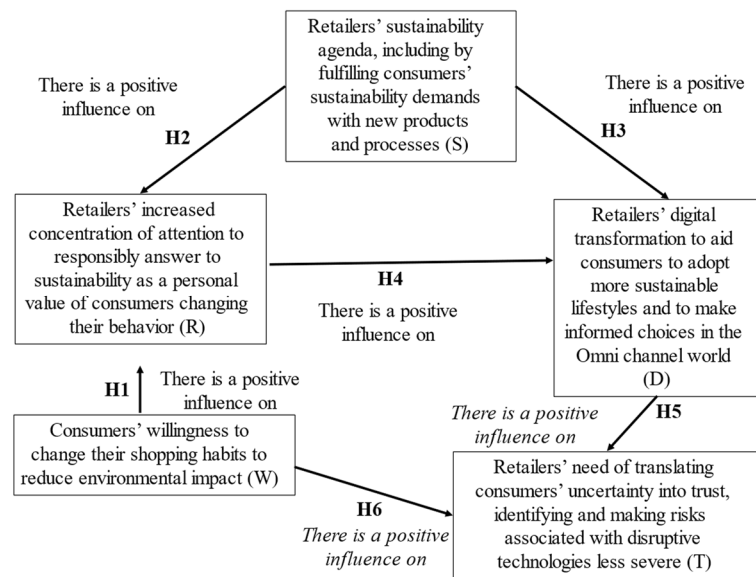 Retailers' sustainability
agenda, including by
fulfilling consumers'
sustainability demands
with new products
and processes (S)
There is a positive
influence on
H2
There is a positive
influence on
H3
Retailers' increased
concentration of attention to
responsibly answer to
sustainability as a personal
value of consumers changing
their behavior (R)
H4
There is a positive
influence on
Retailers' digital
transformation to aid
consumers to adopt
more sustainable
lifestyles and to make
informed choices in the
Omni channel world
(D)
H1
There is a positive
influence on
There is a positive
influence on
H5
Consumers' willingness to
change their shopping habits to
reduce environmental impact (W)
H6
There is a positive
influence on
Retailers' need of translating
consumers' uncertainty into trust,
identifying and making risks
associated with disruptive
technologies less severe (T)